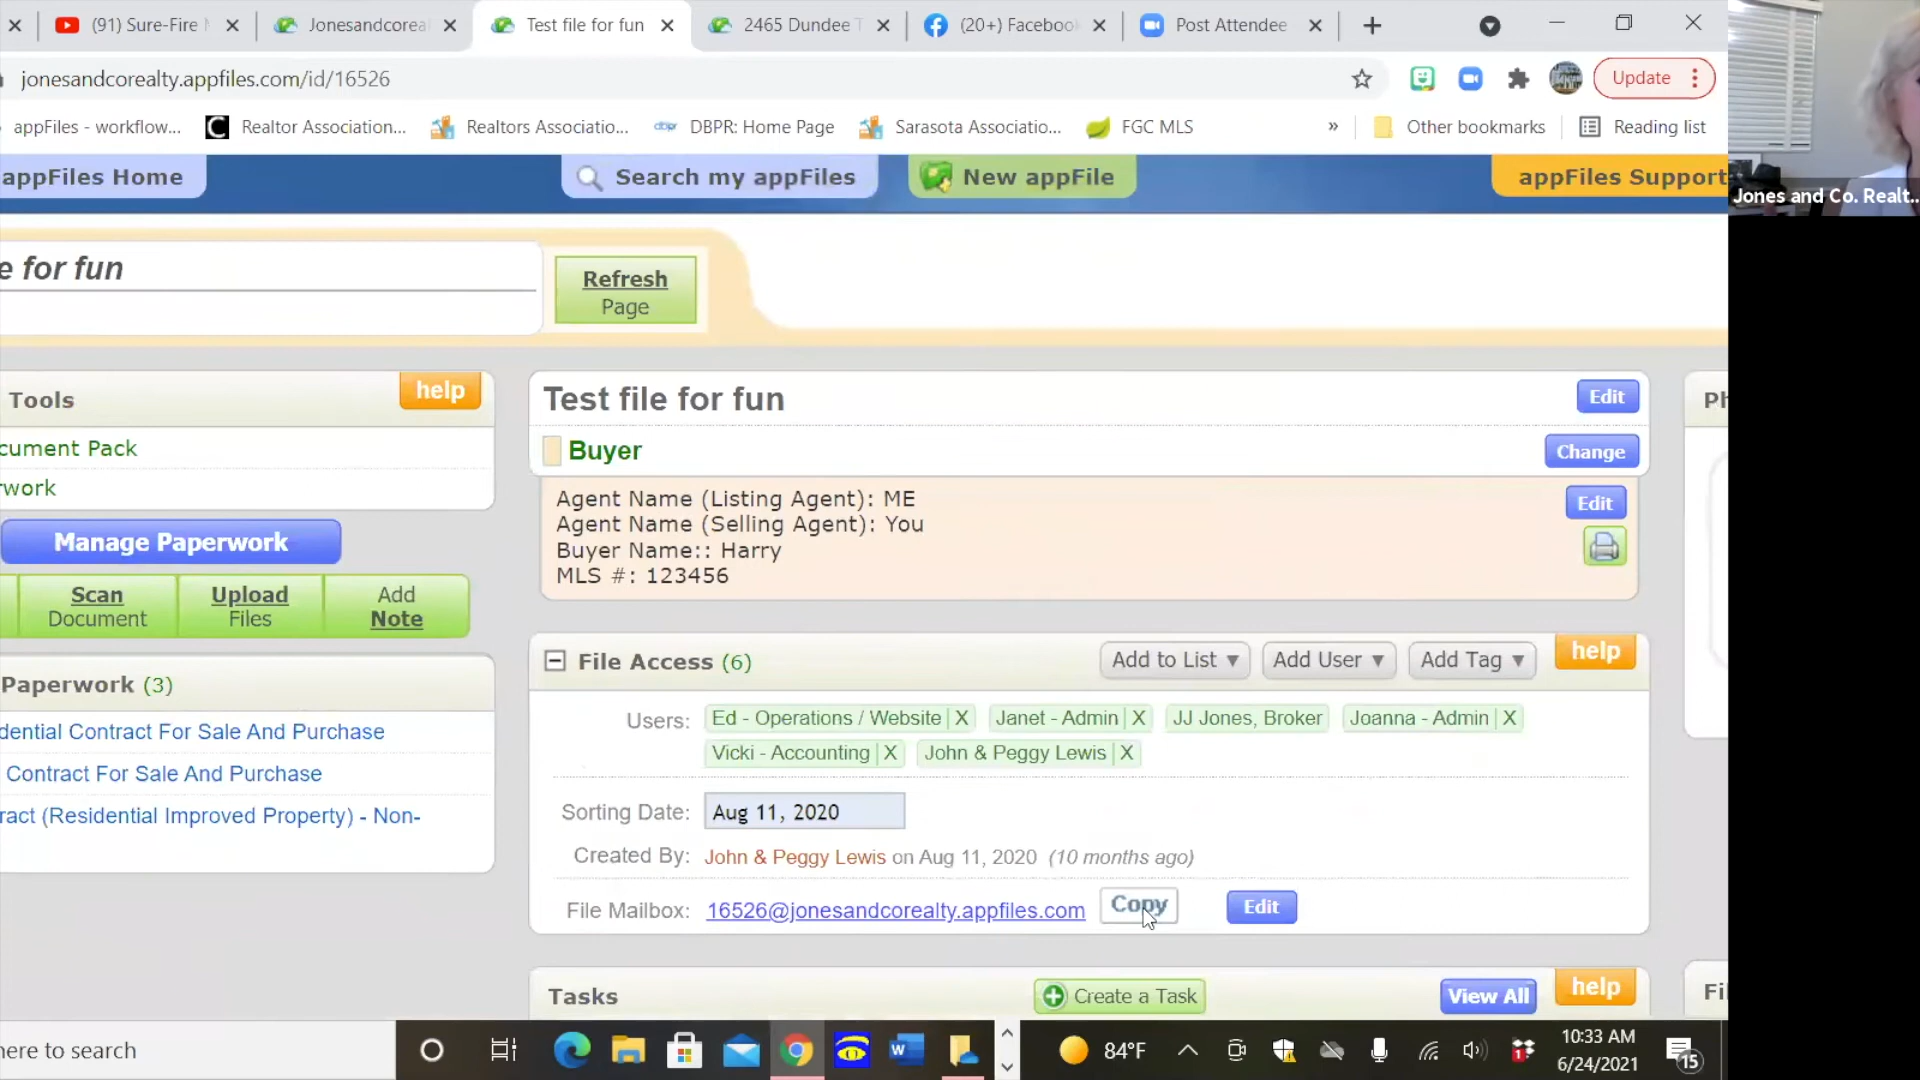 (91) Sure-Fire
Jonesandcorea
Test file for fun
2465 Dundee T
(20+) Facebook
Post Attendee
jonesandcorealty.appfiles.com/id/16526
Update
appFiles - workflow...
Realtor Association...
Realtors Associatio...
DBPR: Home Page
Sarasota Associatio...
FGC MLS
»
Other bookmarks
Reading list
appFiles Home
Search my appFiles
New appFile
appFiles Support
Jones and Co. Realt...
e for fun
Refresh
Page
Tools
help
cument Pack
work
Manage Paperwork
Scan
Document
Upload
Files
Add
Note
Paperwork (3)
dential Contract For Sale And Purchase
Contract For Sale And Purchase
ract (Residential Improved Property) - Non-
Test file for fun
Edit
Buyer
Change
Agent Name (Listing Agent): ME
Agent Name (Selling Agent): You
Buyer Name:: Harry
MLS #: 123456
Edit
File Access (6)
Add to List ▼
Add User ▼
Add Tag ▼
help
Users:
Ed - Operations / Website | X
Janet - Admin | X
JJ Jones, Broker
Joanna - Admin | X
Vicki - Accounting | X
John & Peggy Lewis | X
Sorting Date:
Aug 11, 2020
Created By:
John & Peggy Lewis on Aug 11, 2020 (10 months ago)
File Mailbox:
16526@jonesandcorealty.appfiles.com
Copy
Edit
Tasks
Create a Task
View All
help
Ph
Fil
here to search
84°F
10:33 AM
6/24/2021
15